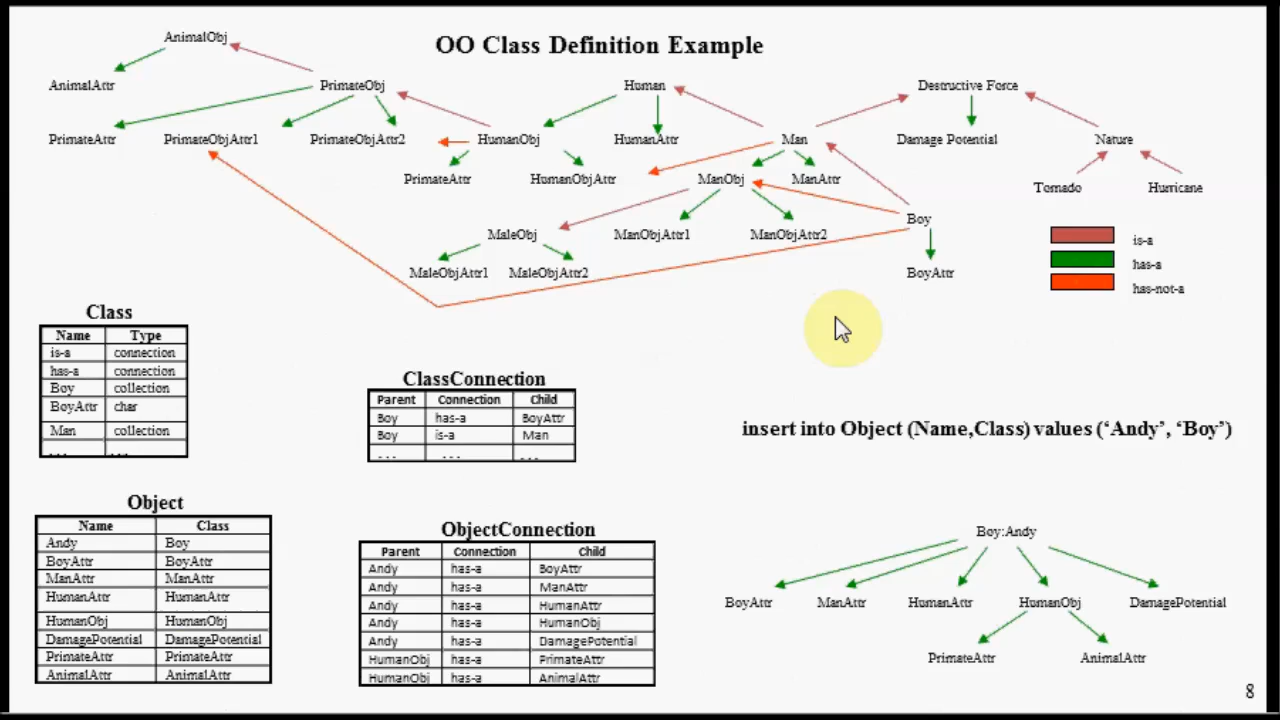 OO Class Definition Example
AnimalObj
AnimalAttr
PrimateObj
Human
Destructive Force
PrimateAttr
PrimateObjAttr1
PrimateObjAttr2
HumanObj
HumanAttr
Man
Damage Potential
Nature
PrimateAttr
HumanObjAttr
ManObj
ManAttr
Tornado
Hurricane
MaleObj
ManObjAttr1
ManObjAttr2
Boy
MaleObjAttr1
MaleObjAttr2
BoyAttr
is-a
has-a
has-not-a
Class
Name Type
is-a connection
has-a connection
Boy collection
BoyAttr char
Man collection
... ...
ClassConnection
Parent Connection Child
Boy has-a BoyAttr
Boy is-a Man
... ... ...
insert into Object (Name,Class) values (‘Andy’, ‘Boy’)
Object
Name Class
Andy Boy
BoyAttr BoyAttr
ManAttr ManAttr
HumanAttr HumanAttr
HumanObj HumanObj
DamagePotential DamagePotential
PrimateAttr PrimateAttr
AnimalAttr AnimalAttr
ObjectConnection
Parent Connection Child
Andy has-a BoyAttr
Andy has-a ManAttr
Andy has-a HumanAttr
Andy has-a HumanObj
Andy has-a DamagePotential
HumanObj has-a PrimateAttr
HumanObj has-a AnimalAttr
Boy:Andy
BoyAttr
ManAttr
HumanAttr
HumanObj
DamagePotential
PrimateAttr
AnimalAttr
8